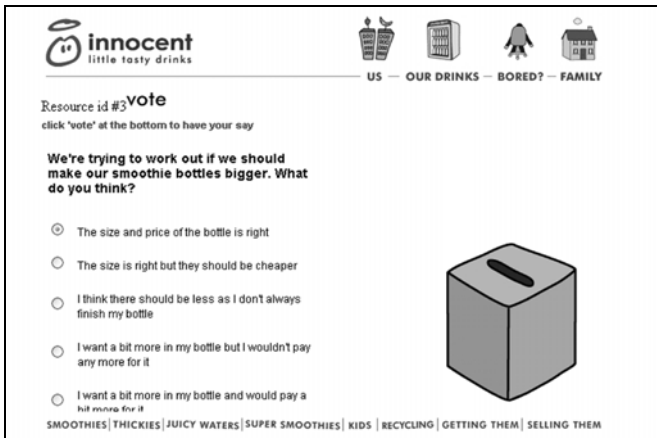 innocent
little tasty drinks
US — OUR DRINKS — BORED? — FAMILY
Resource id #3vote
click 'vote' at the bottom to have your say
We're trying to work out if we should
make our smoothie bottles bigger. What
do you think?
The size and price of the bottle is right
The size is right but they should be cheaper
I think there should be less as I don't always
finish my bottle
I want a bit more in my bottle but I wouldn't pay
any more for it
I want a bit more in my bottle and would pay a
bit more for it
SMOOTHIES| THICKIES| JUICY WATERS| SUPER SMOOTHIES| KIDS | RECYCLING | GETTING THEM | SELLING THEM